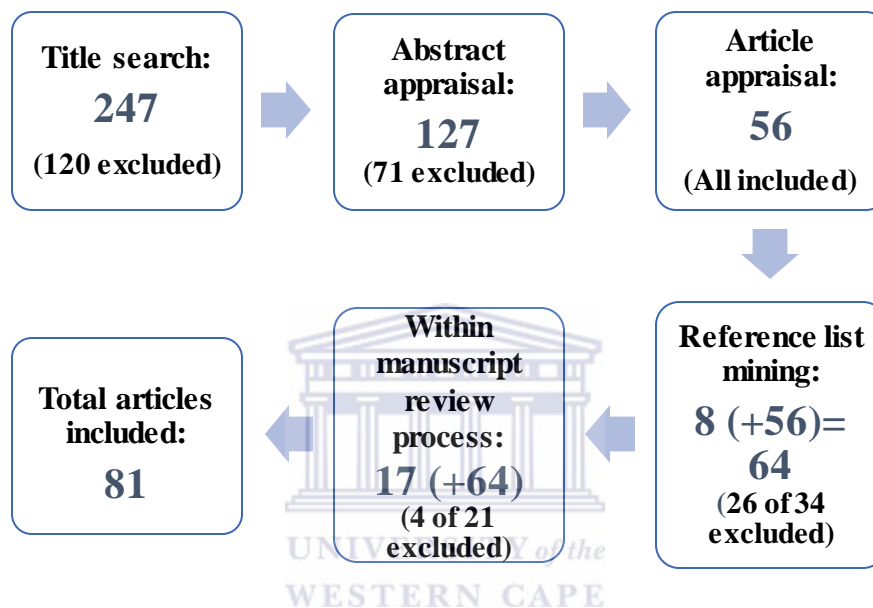 Title search:
247
(120 excluded)
Abstract
appraisal:
127
(71 excluded)
Article
appraisal:
56
(All included)
Reference list
mining:
8 (+56)=
64
(26 of 34
excluded)
Within
manuscript
review
process:
17 (+64)
(4 of 21
excluded)
Total articles
included:
81
UNIVERSITY of the
WESTERN CAPE